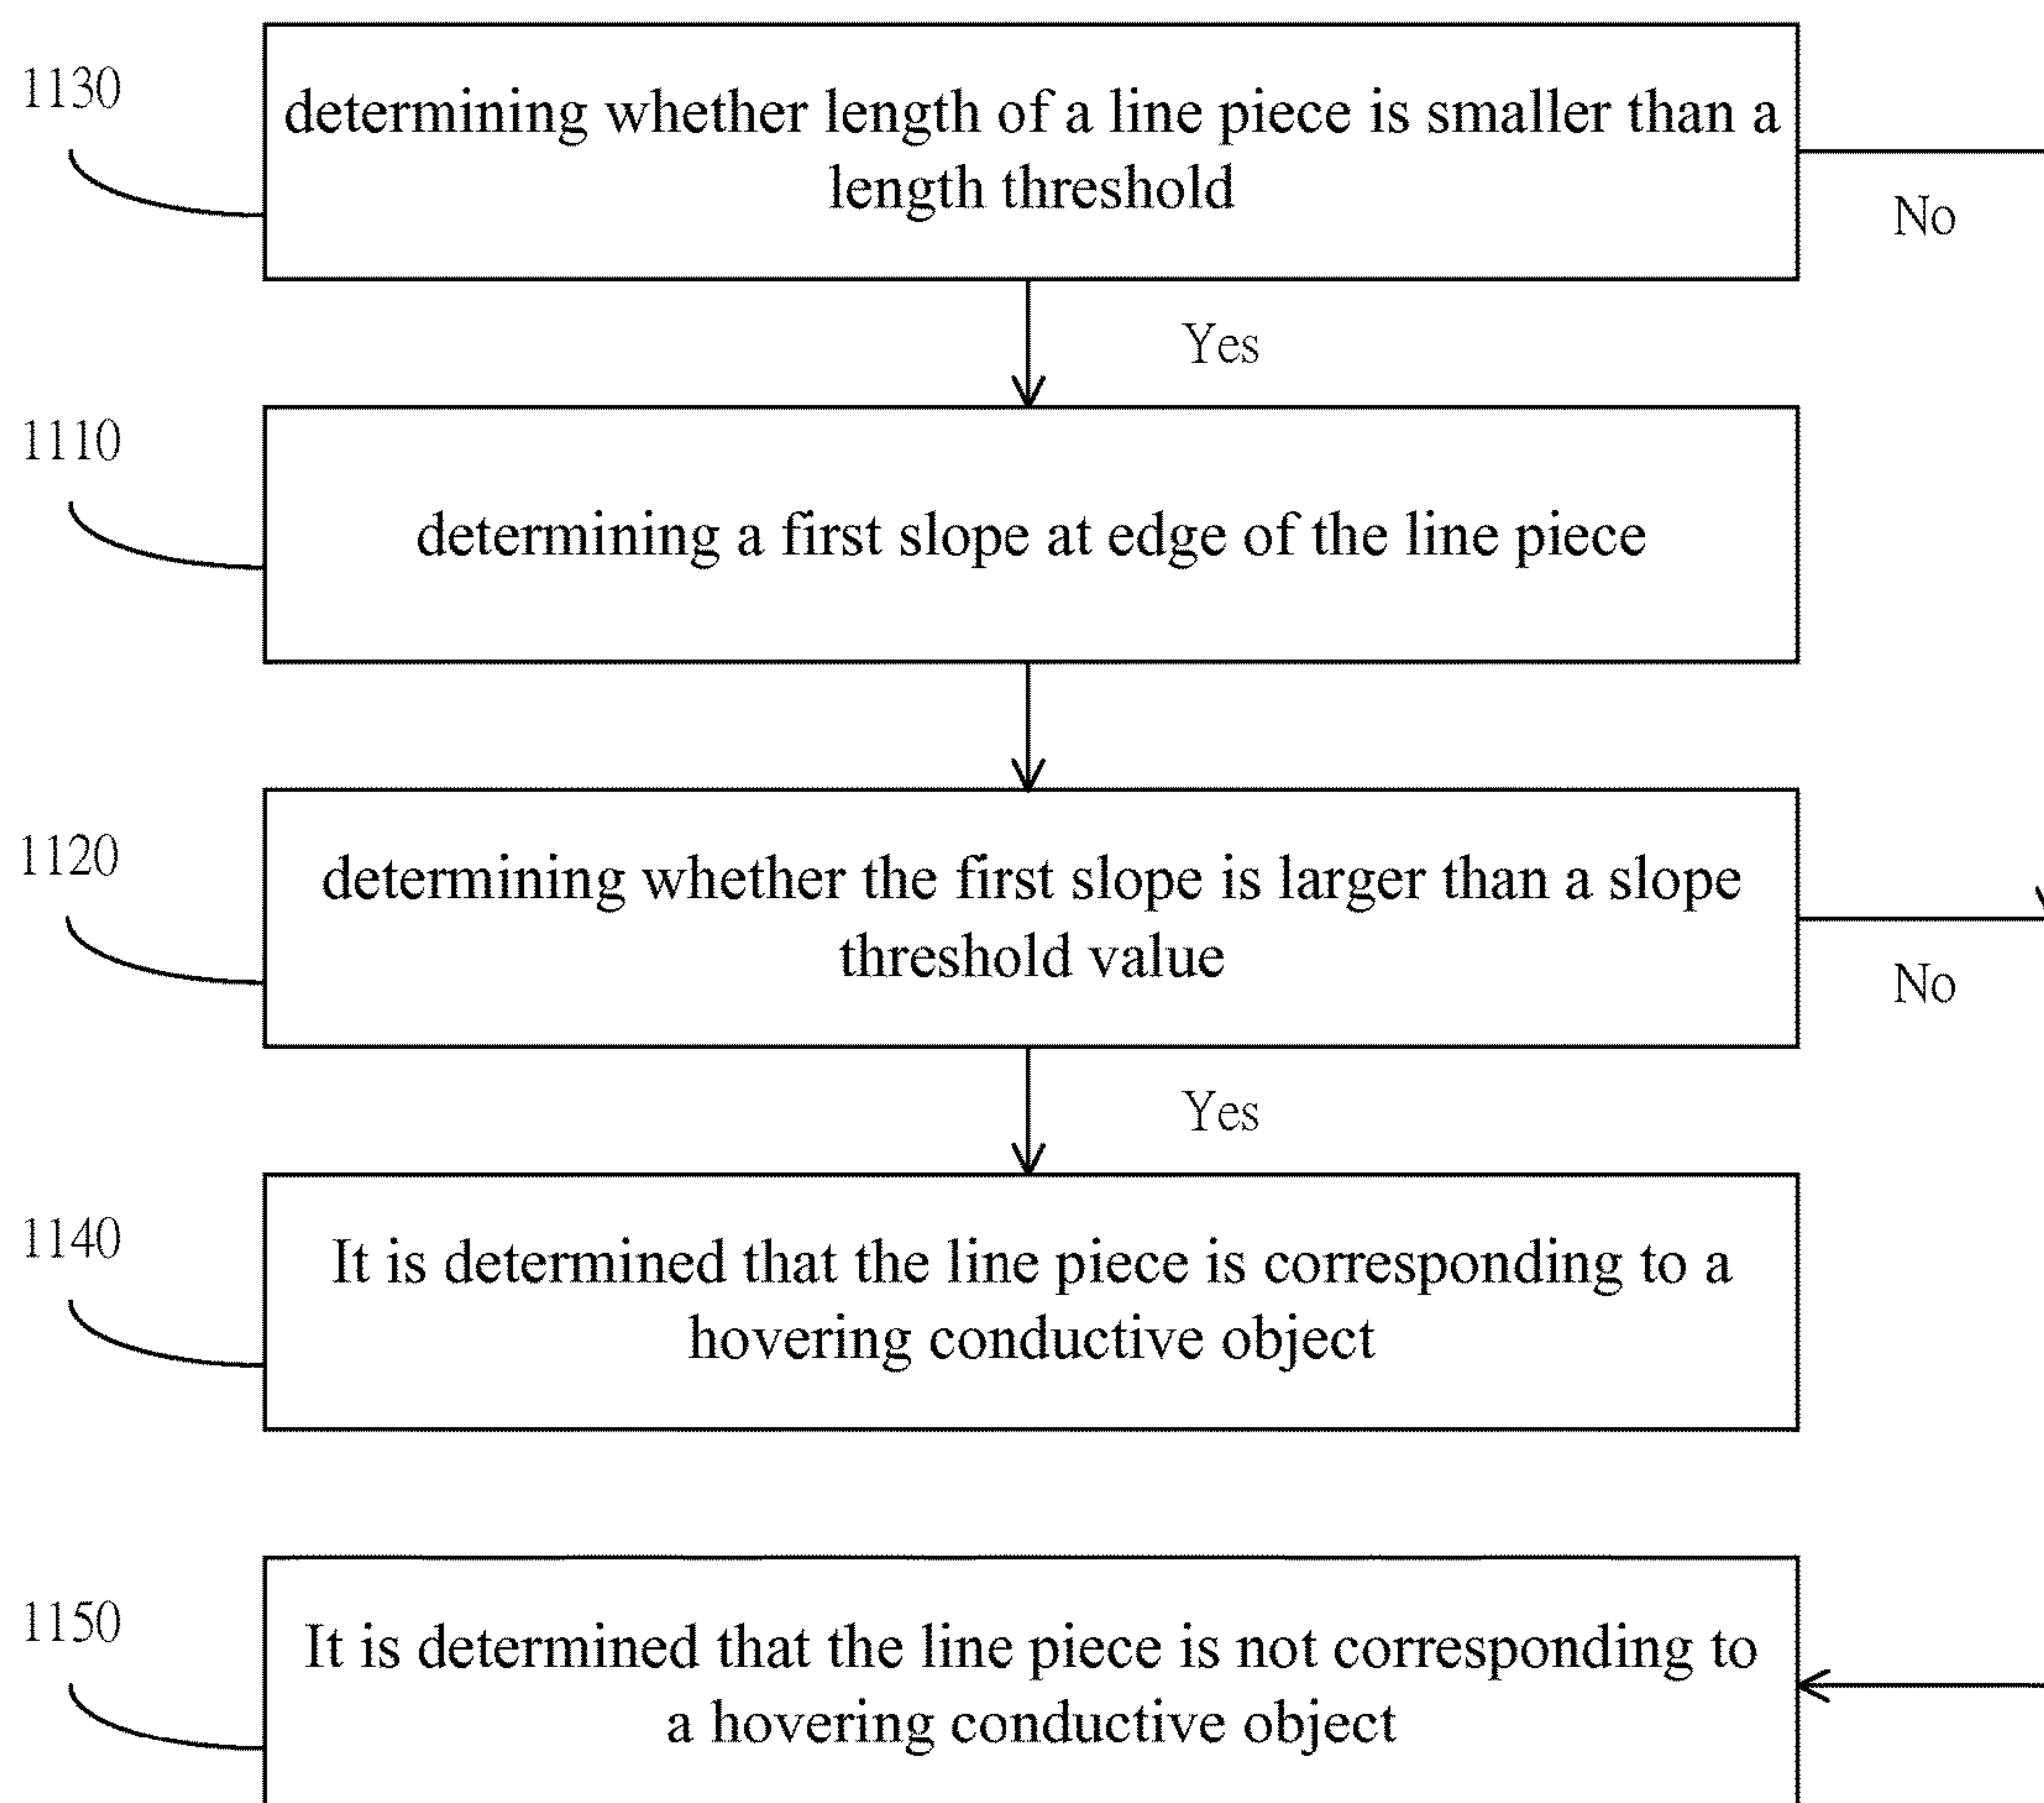 1130
determining whether length of a line piece is smaller than a
length threshold
No
Yes
1110
determining a first slope at edge of the line piece
1120
determining whether the first slope is larger than a slope
threshold value
No
Yes
1140
It is determined that the line piece is corresponding to a
hovering conductive object
1150
It is determined that the line piece is not corresponding to
a hovering conductive object